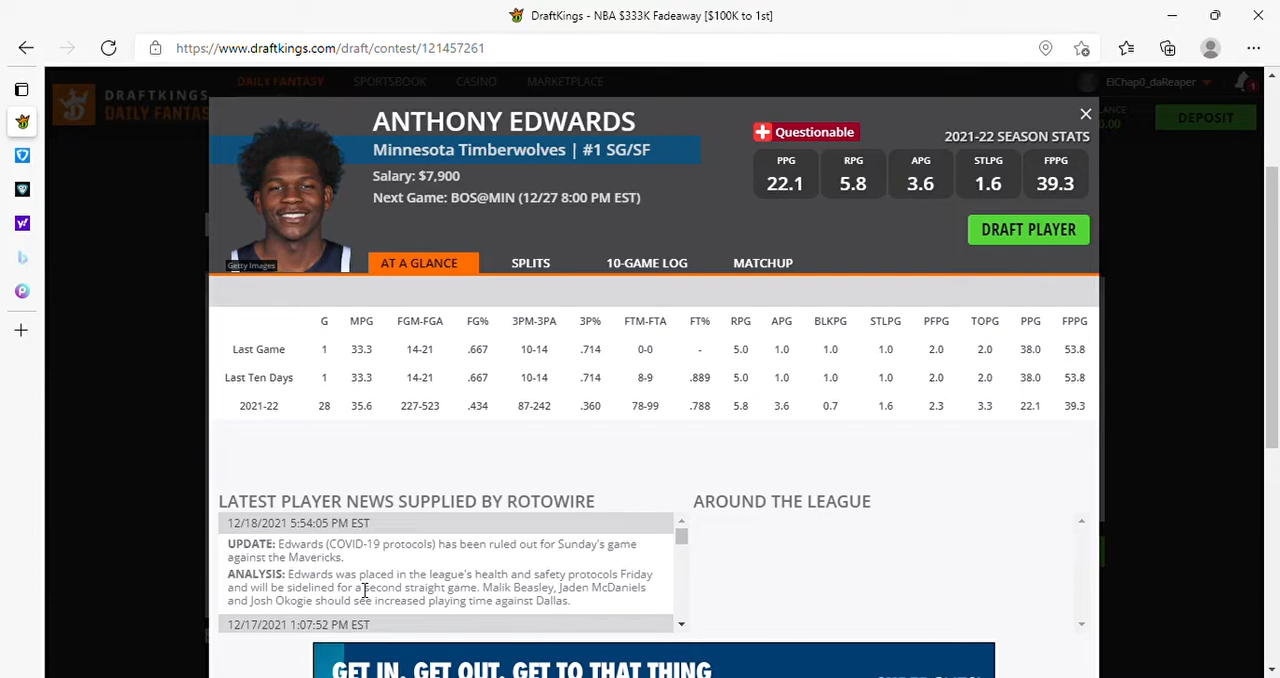 DraftKings - NBA $333K Fadeaway [$100K to 1st]
https://www.draftkings.com/draft/contest/121457261
DRAFTKINGS
DAILY FANTAS
DAILY FANTASY SPORTSBOOK CASINO MARKETPLACE
ElChap0_daReaper
1
DEPOSIT
ANTHONY EDWARDS
Minnesota Timberwolves | #1 SG/SF
Salary: $7,900
Next Game: BOS@MIN (12/27 8:00 PM EST)
Getty Images
Questionable
2021-22 SEASON STATS
PPG RPG APG STLPG FPPG
22.1 5.8 3.6 1.6 39.3
DRAFT PLAYER
AT A GLANCE SPLITS 10-GAME LOG MATCHUP
G MPG FGM-FGA FG% 3PM-3PA 3P% FTM-FTA FT% RPG APG BLKPG STLPG PFPG TOPG PPG FPPG
Last Game 1 33.3 14-21 .667 10-14 .714 0-0 - 5.0 1.0 1.0 1.0 2.0 2.0 38.0 53.8
Last Ten Days 1 33.3 14-21 .667 10-14 .714 8-9 .889 5.0 1.0 1.0 1.0 2.0 2.0 38.0 53.8
2021-22 28 35.6 227-523 .434 87-242 .360 78-99 .788 5.8 3.6 0.7 1.6 2.3 3.3 22.1 39.3
LATEST PLAYER NEWS SUPPLIED BY ROTOWIRE
12/18/2021 5:54:05 PM EST
UPDATE: Edwards (COVID-19 protocols) has been ruled out for Sunday's game
against the Mavericks.
ANALYSIS: Edwards was placed in the league's health and safety protocols Friday
and will be sidelined for a second straight game. Malik Beasley, Jaden McDaniels
and Josh Okogie should see increased playing time against Dallas.
12/17/2021 1:07:52 PM EST
AROUND THE LEAGUE
GET IN. GET OUT. GET TO THAT THING